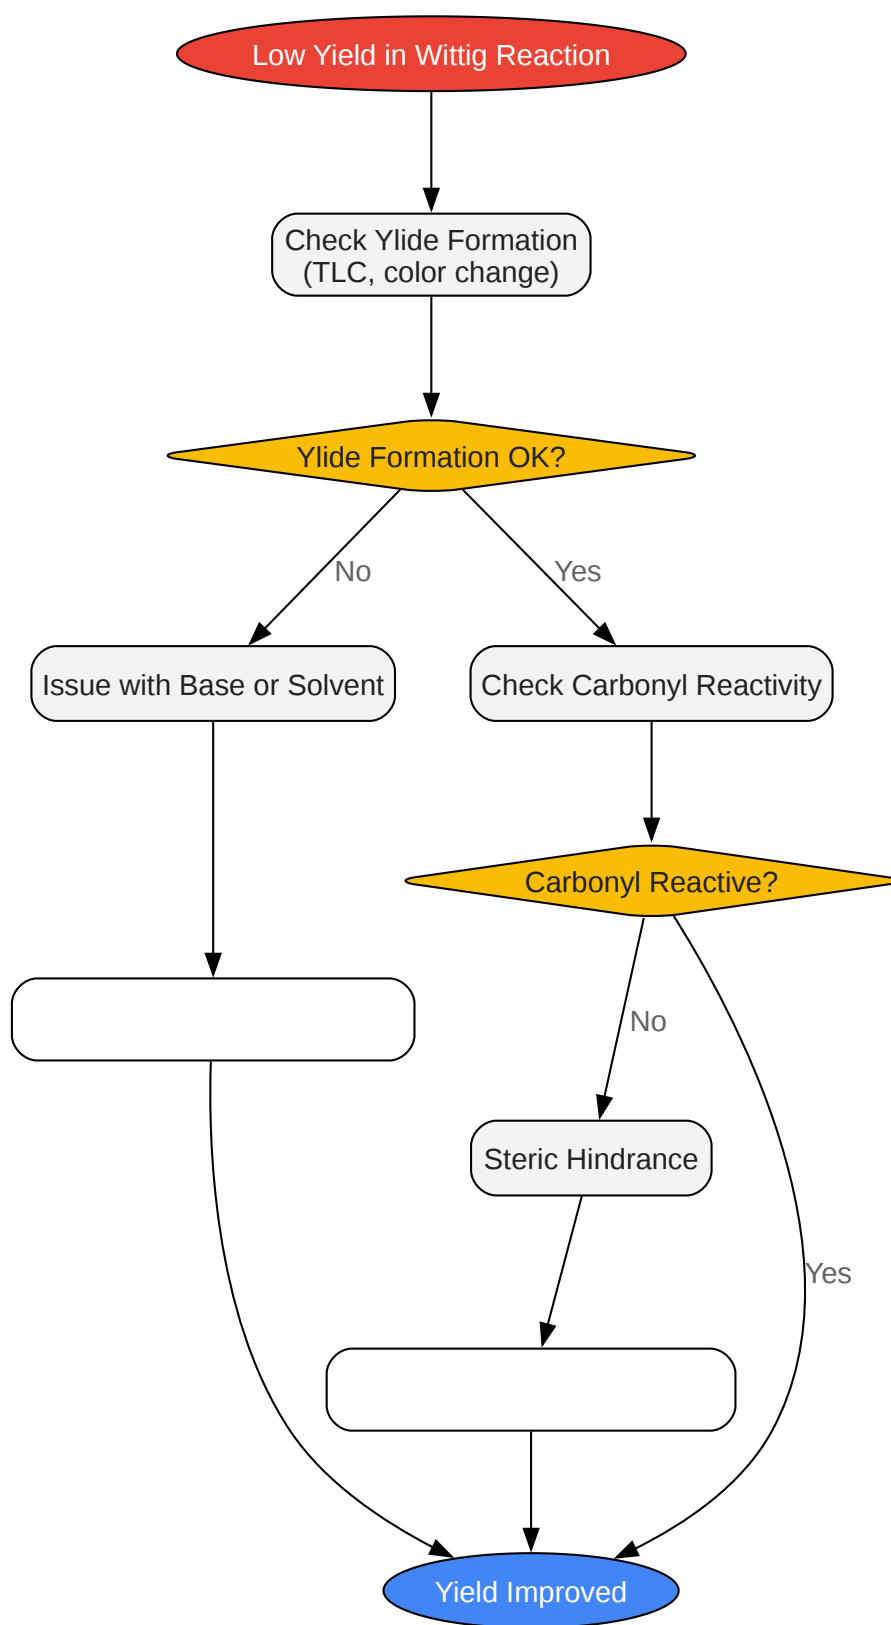 Low Yield in Wittig Reaction
Check Ylide Formation
(TLC, color change)
Ylide Formation OK?
No
Yes
Issue with Base or Solvent
Check Carbonyl Reactivity
Carbonyl Reactive?
No
Steric Hindrance
Yes
Yield Improved